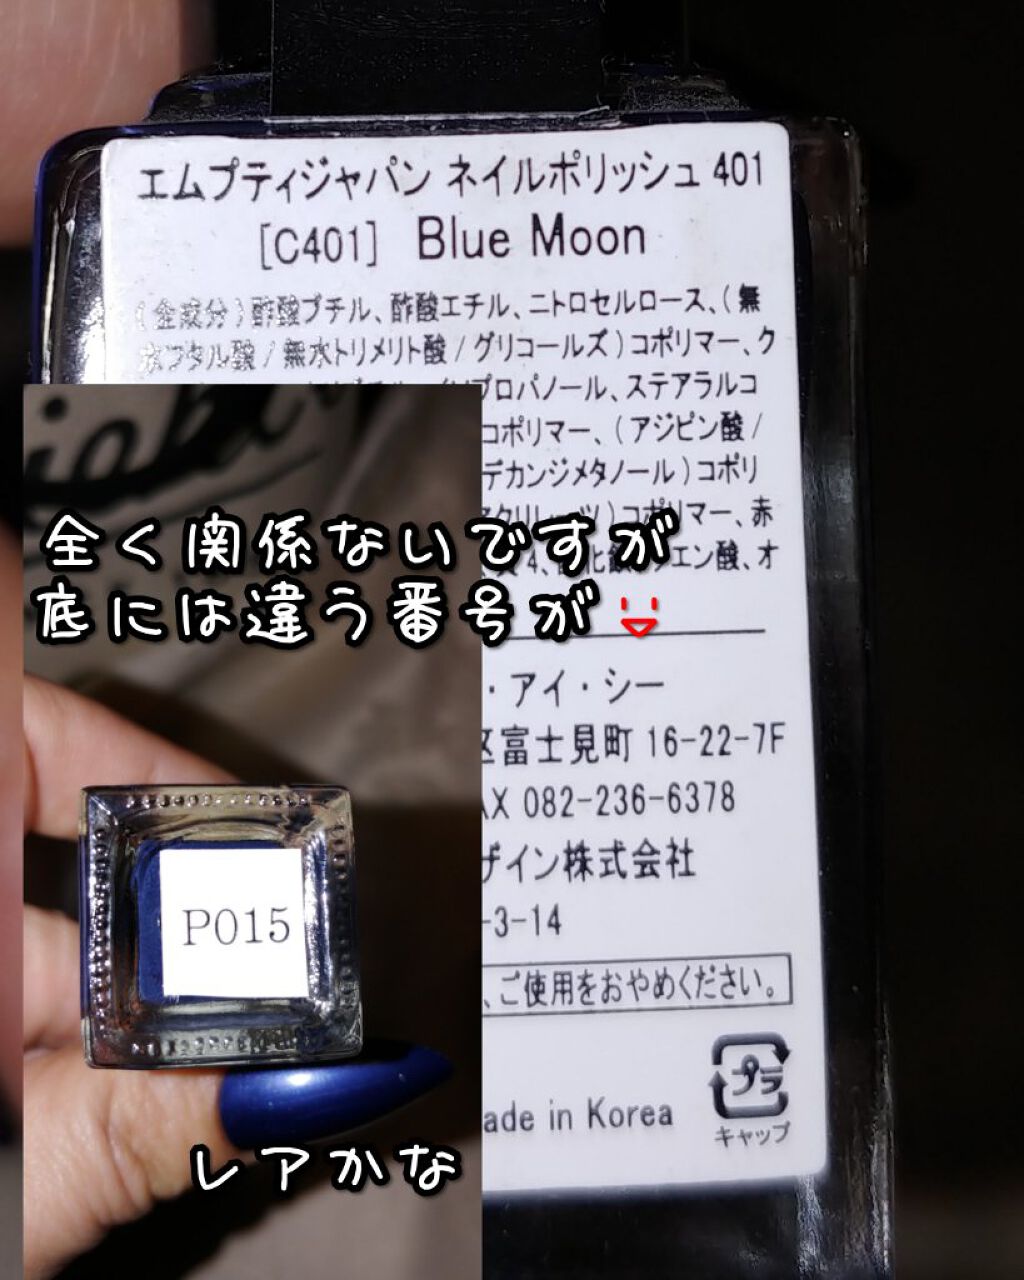 エムプティジャパン ネイルポリッシュ 401
[C401] Blue Moon
(全成分)酢酸ブチル、酢酸エチル、ニトロセルロース、(無
水フタル酸/無水トリメリト酸/グリコールズ)コポリマー、ク
プロパノール、ステアラルコ
コポリマー、(アジピン酸/
デカンジメタノール)コポリ
コポリマー、赤
エン酸、オ
全く関係ないですが
底には違う番号が
・アイ・シー
区富士見町 16-22-7F
AX 082-236-6378
ザイン株式会社
-3-14
、ご使用をおやめください。
プラ
キャップ
ade in Korea
P015
レアかな